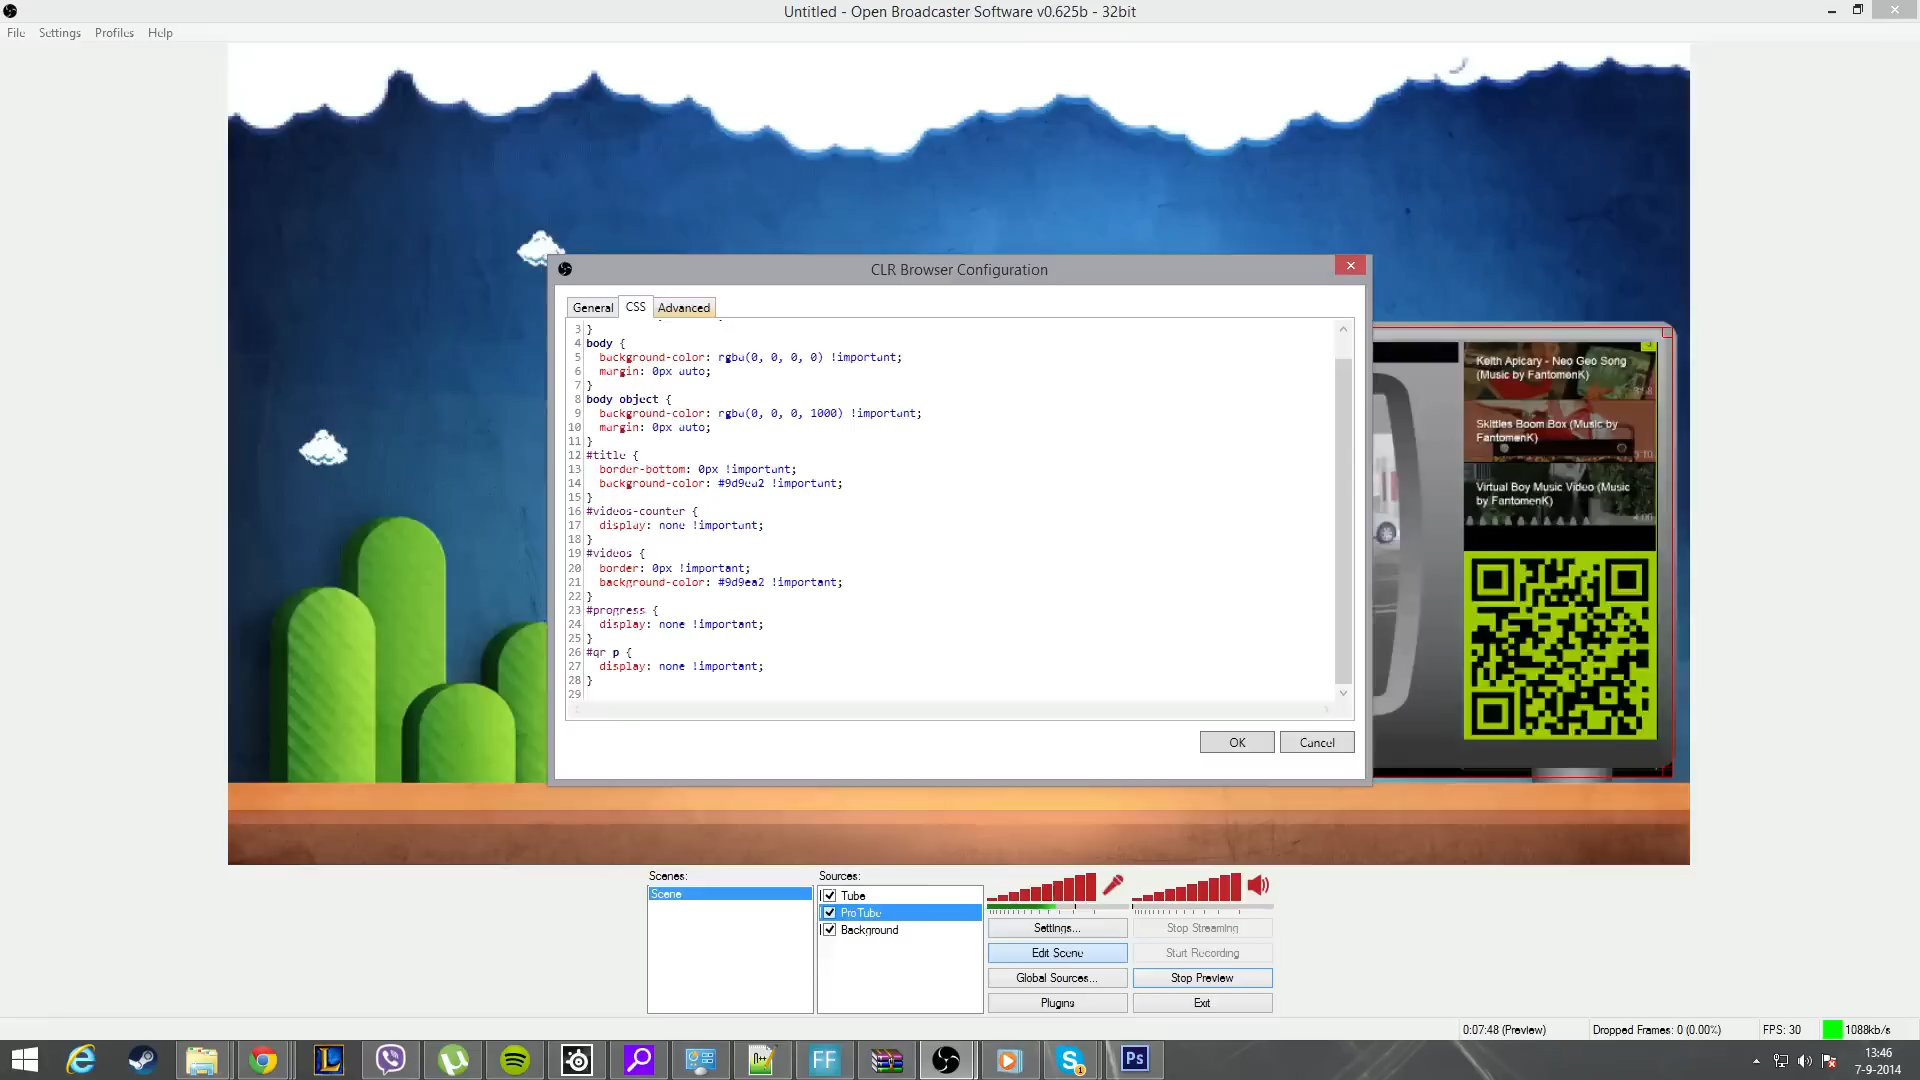 Untitled - Open Broadcaster Software v0.625b - 32bit
File Settings Profiles Help
CLR Browser Configuration
General CSS Advanced
3 }
4 body {
5 background-color: rgba(0, 0, 0, 0) !important;
6 margin: 0px auto;
7 }
8 body object {
9 background-color: rgba(0, 0, 0, 1000) !important;
10 margin: 0px auto;
11 }
12 #title {
13 border-bottom: 0px !important;
14 background-color: #9d9ea2 !important;
15 }
16 #videos-counter {
17 display: none !important;
18 }
19 #videos {
20 border: 0px !important;
21 background-color: #9d9ea2 !important;
22 }
23 #progress {
24 display: none !important;
25 }
26 #qr p {
27 display: none !important;
28 }
29
OK Cancel
Keith Apicary - Neo Geo Song
(Music by FantomenK)
3:58
Skittles Boom Box (Music by
FantomenK)
Virtual Boy Music Video (Music
by FantomenK)
4:00
Scenes:
Scene
Sources:
Tube
ProTube
Background
Settings... Stop Streaming
Edit Scene Start Recording
Global Sources... Stop Preview
Plugins Exit
0:07:48 (Preview) Dropped Frames: 0 (0.00%) FPS: 30 1088kb/s
L n++ FF S 1 Ps
13:46
7-9-2014